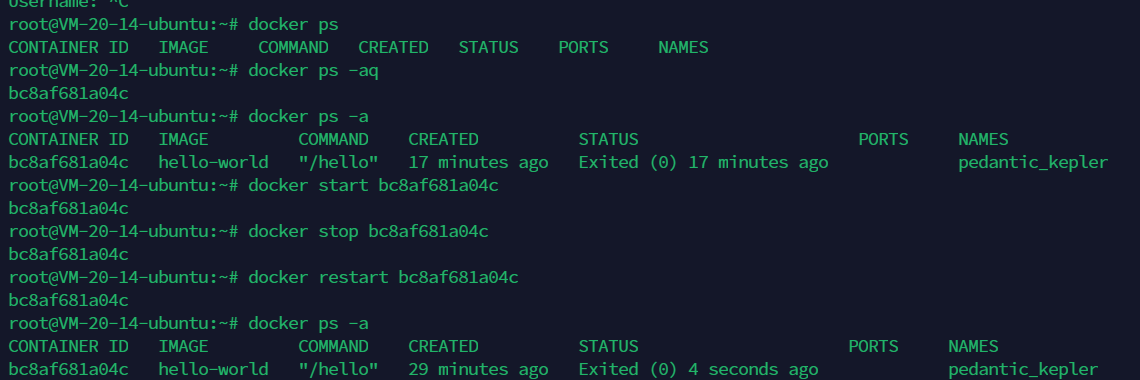 Username: ^C
root@VM-20-14-ubuntu:~# docker ps
CONTAINER ID   IMAGE     COMMAND   CREATED   STATUS    PORTS     NAMES
root@VM-20-14-ubuntu:~# docker ps -aq
bc8af681a04c
root@VM-20-14-ubuntu:~# docker ps -a
CONTAINER ID   IMAGE         COMMAND    CREATED          STATUS                      PORTS     NAMES
bc8af681a04c   hello-world   "/hello"   17 minutes ago   Exited (0) 17 minutes ago             pedantic_kepler
root@VM-20-14-ubuntu:~# docker start bc8af681a04c
bc8af681a04c
root@VM-20-14-ubuntu:~# docker stop bc8af681a04c
bc8af681a04c
root@VM-20-14-ubuntu:~# docker restart bc8af681a04c
bc8af681a04c
root@VM-20-14-ubuntu:~# docker ps -a
CONTAINER ID   IMAGE         COMMAND    CREATED          STATUS                     PORTS     NAMES
bc8af681a04c   hello-world   "/hello"   29 minutes ago   Exited (0) 4 seconds ago             pedantic_kepler